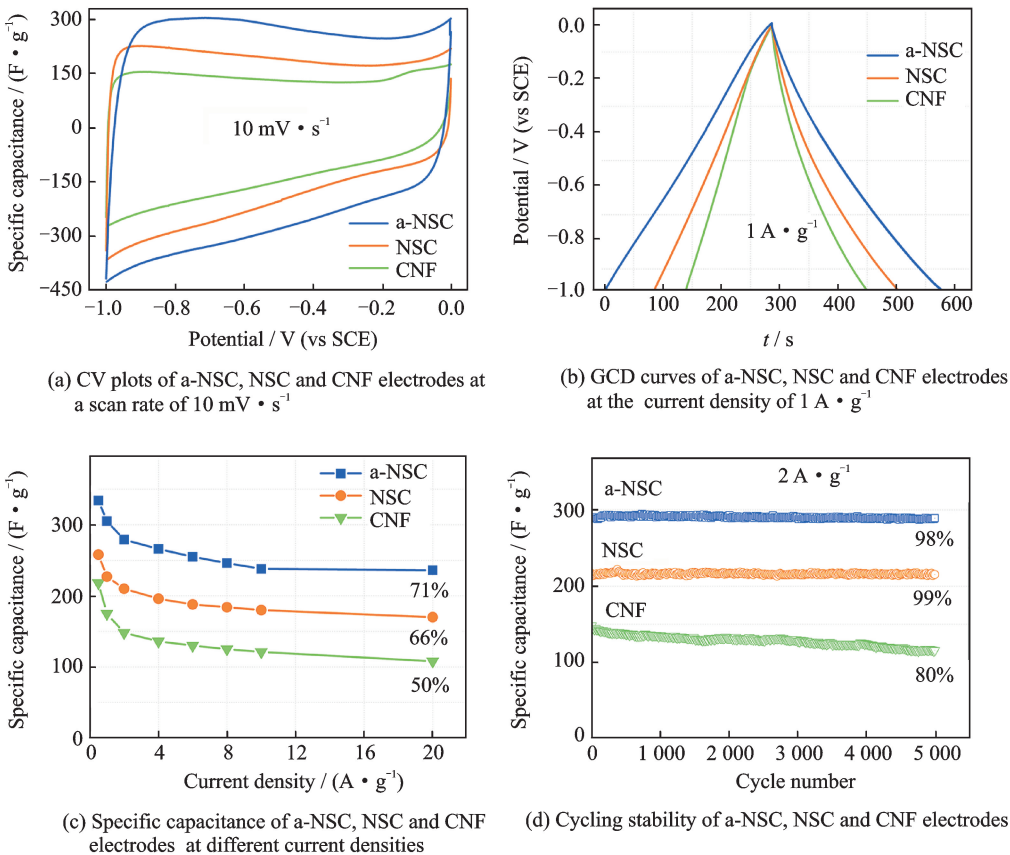 300
150
0
−150
−300
−450
Specific capacitance / (F • g⁻¹)
10 mV • s⁻¹
a-NSC
NSC
CNF
−1.0 −0.8 −0.6 −0.4 −0.2 0.0
Potential / V (vs SCE)
(a) CV plots of a-NSC, NSC and CNF electrodes at
a scan rate of 10 mV • s⁻¹
0.0
−0.2
−0.4
−0.6
−0.8
−1.0
Potential / V (vs SCE)
a-NSC
NSC
CNF
1 A • g⁻¹
0 100 200 300 400 500 600
t / s
(b) GCD curves of a-NSC, NSC and CNF electrodes
at the current density of 1 A • g⁻¹
300
200
100
0
Specific capacitance / (F • g⁻¹)
a-NSC
NSC
CNF
71%
66%
50%
0 4 8 12 16 20
Current density / (A • g⁻¹)
(c) Specific capacitance of a-NSC, NSC and CNF
electrodes at different current densities
300
200
100
0
Specific capacitance / (F • g⁻¹)
2 A • g⁻¹
a-NSC
98%
NSC
99%
CNF
80%
0 1 000 2 000 3 000 4 000 5 000
Cycle number
(d) Cycling stability of a-NSC, NSC and CNF electrodes